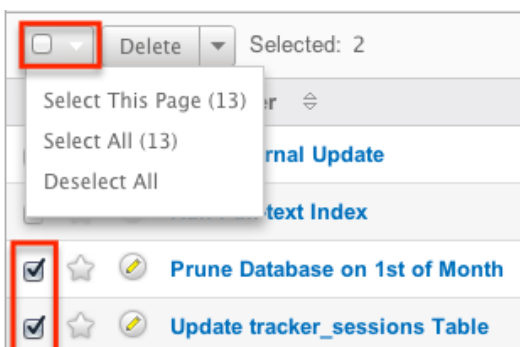 Delete Selected: 2
Select This Page (13)
Select All (13)
Deselect All
rnal Update
text Index
Prune Database on 1st of Month
Update tracker_sessions Table